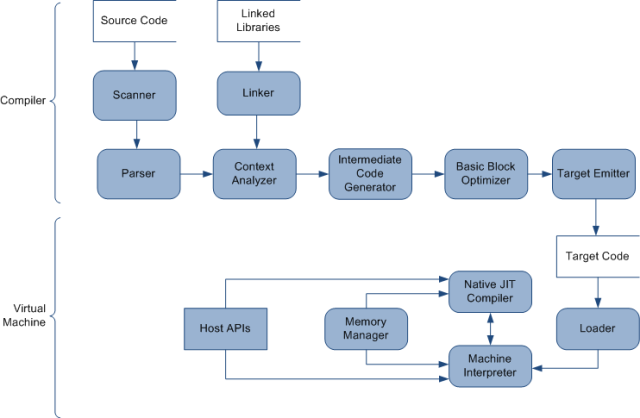 Source Code
Linked
Libraries
Compiler
Scanner
Linker
Parser
Context
Analyzer
Intermediate
Code
Generator
Basic Block
Optimizer
Target Emitter
Target Code
Virtual
Machine
Host APIs
Memory
Manager
Native JIT
Compiler
Loader
Machine
Interpreter